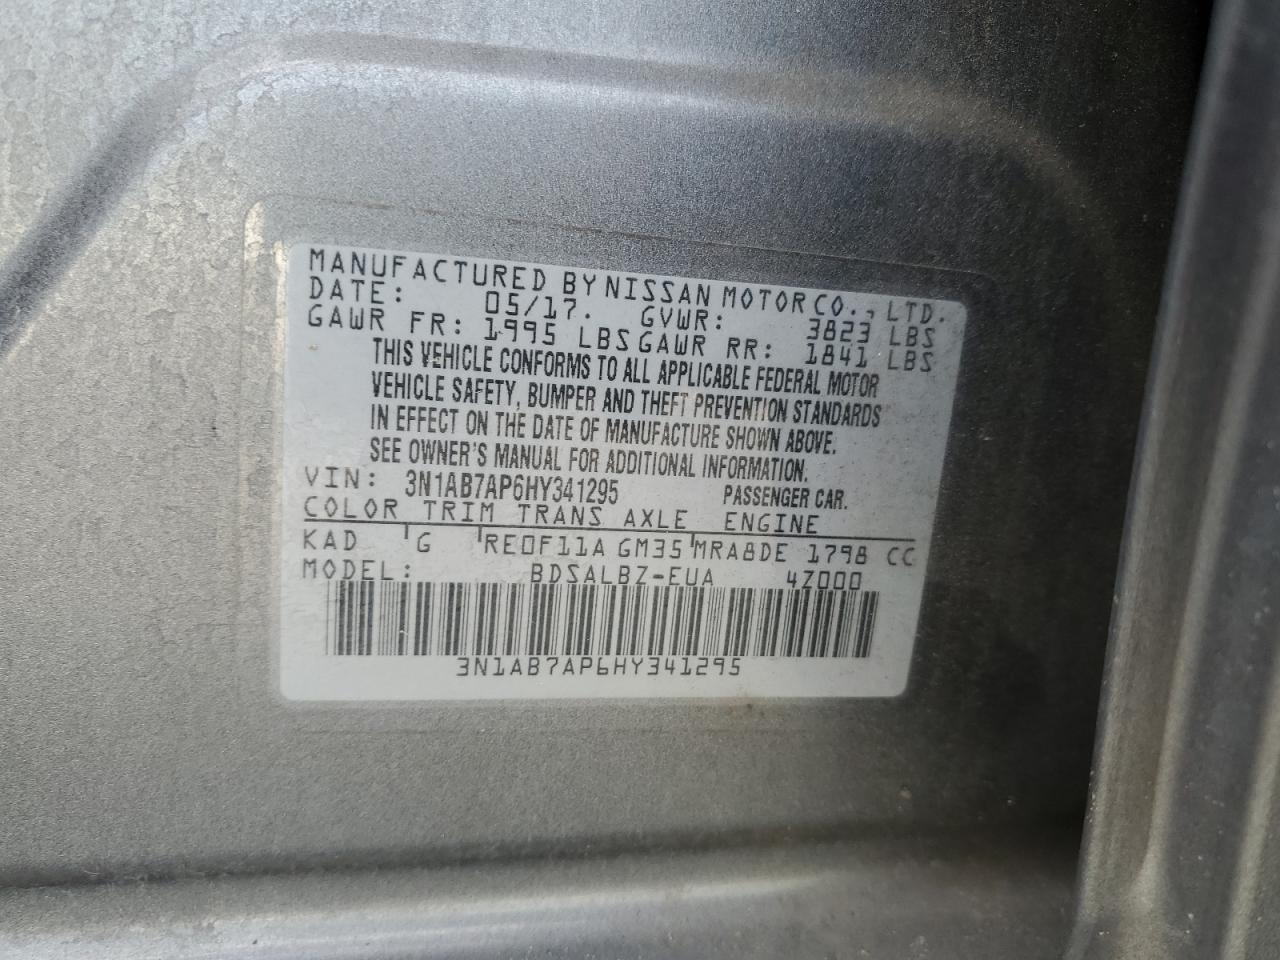 MANUFACTURED BY NISSAN MOTOR CO., LTD.
DATE: 05/17. GVWR: 3823 LBS
GAWR FR: 1995 LBS GAWR RR: 1841 LBS
THIS VEHICLE CONFORMS TO ALL APPLICABLE FEDERAL MOTOR
VEHICLE SAFETY, BUMPER AND THEFT PREVENTION STANDARDS
IN EFFECT ON THE DATE OF MANUFACTURE SHOWN ABOVE.
SEE OWNER'S MANUAL FOR ADDITIONAL INFORMATION.
VIN: 3N1AB7AP6HY341295 PASSENGER CAR.
COLOR TRIM TRANS AXLE ENGINE
KAD G RE0F11A GM35 MRA8DE 1798 CC
MODEL: BDSALBZ-EUA 4Z000
3N1AB7AP6HY341295